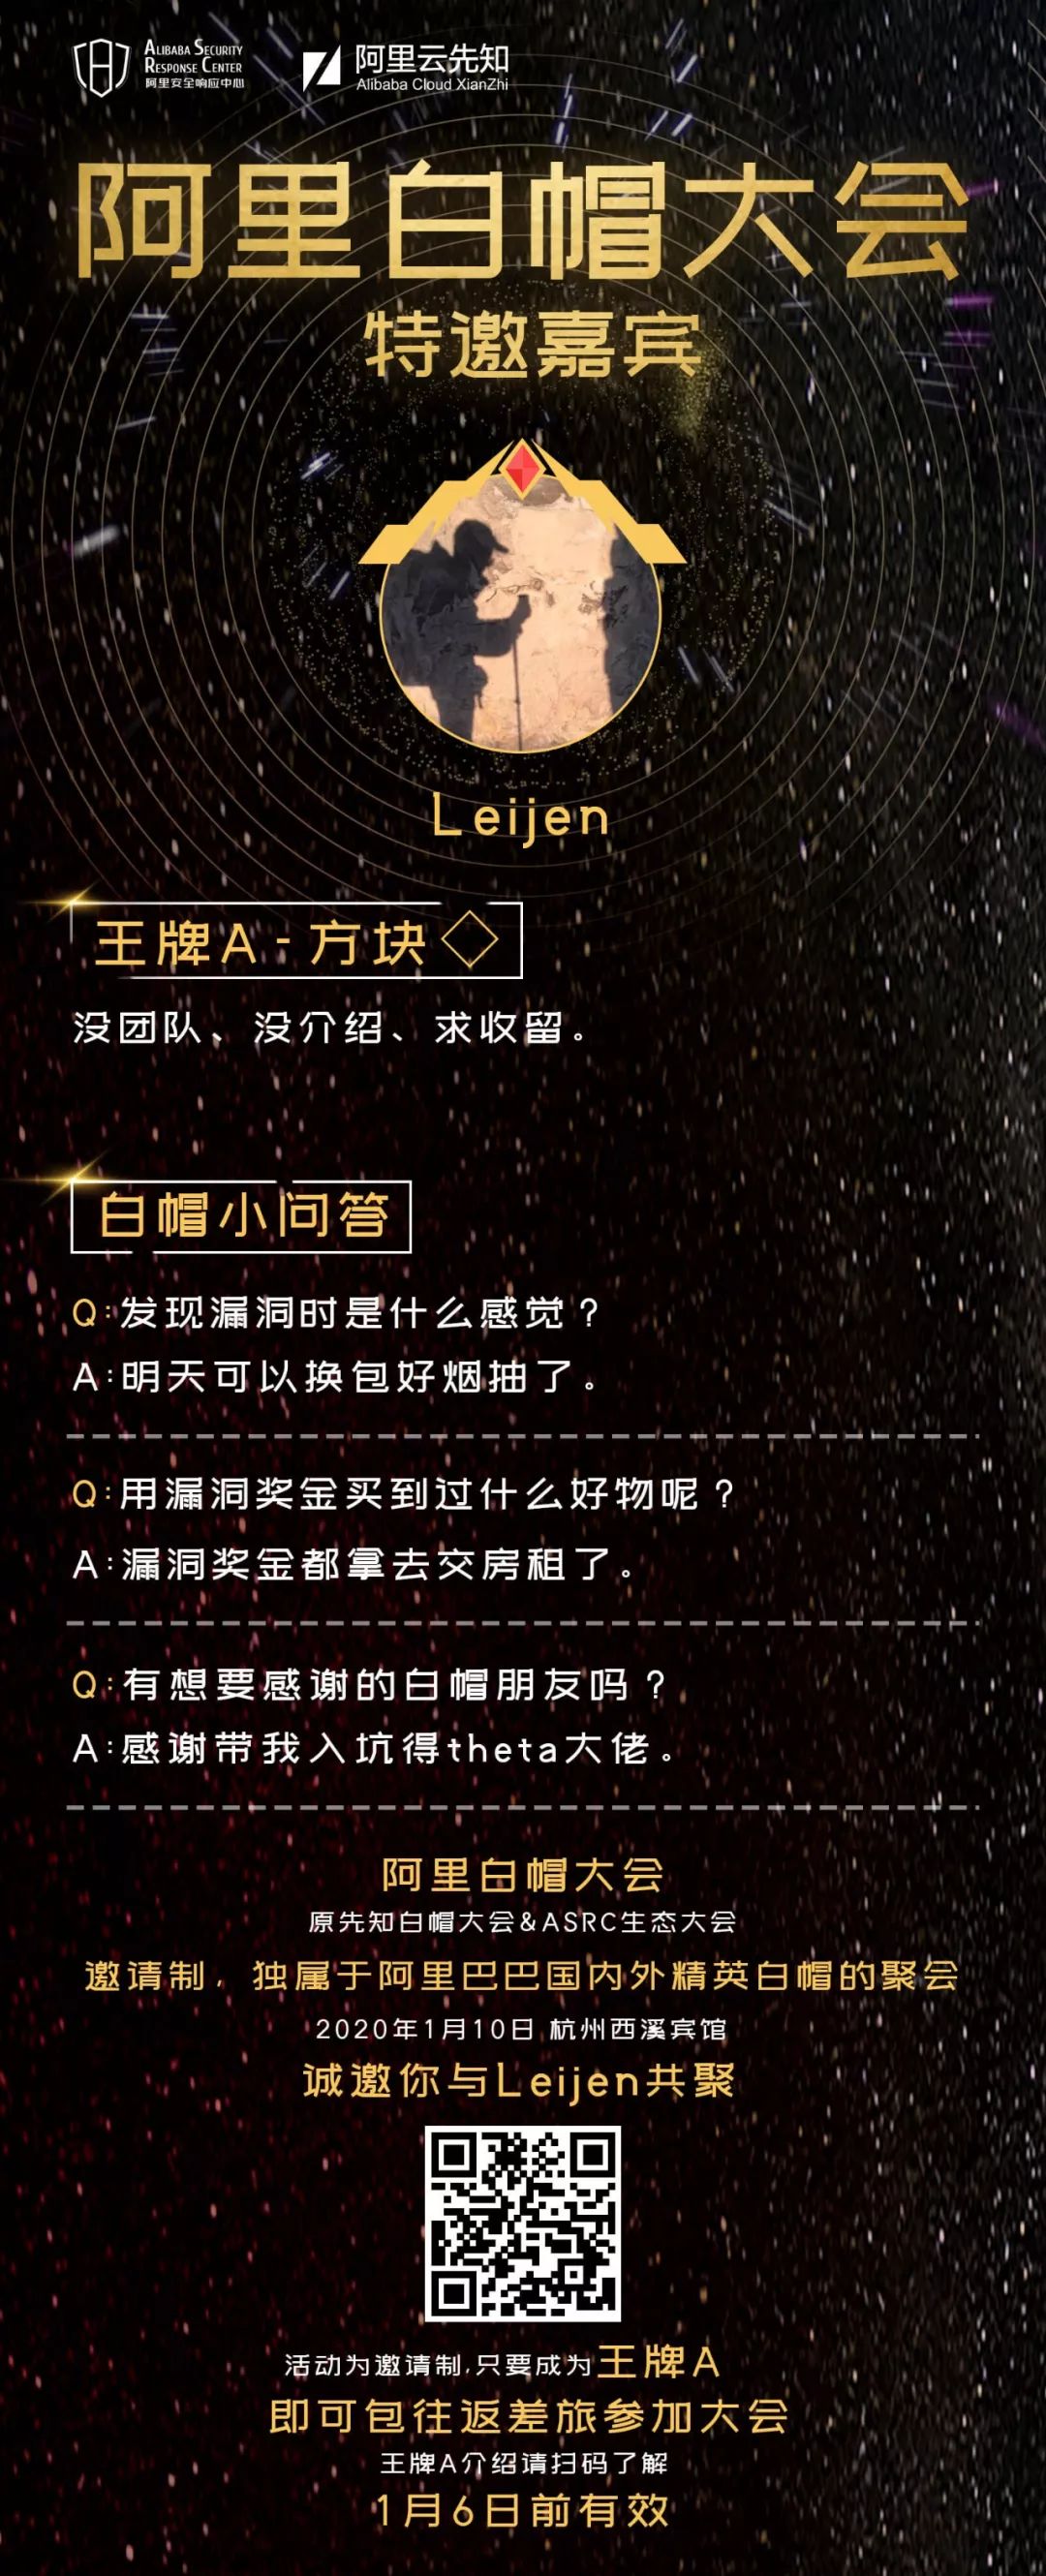 ALIBABA SECURITY
RESPONSE CENTER
阿里安全响应中心
阿里云先知
Alibaba Cloud XianZhi
阿里白帽大会
特邀嘉宾
Leijen
王牌A-方块
没团队、没介绍、求收留。
白帽小问答
Q:发现漏洞时是什么感觉?
A:明天可以换包好烟抽了。
Q:用漏洞奖金买到过什么好物呢?
A:漏洞奖金都拿去交房租了。
Q:有想要感谢的白帽朋友吗?
A:感谢带我入坑得theta大佬。
阿里白帽大会
原先知白帽大会&ASRC生态大会
邀请制,独属于阿里巴巴国内外精英白帽的聚会
2020年1月10日 杭州西溪宾馆
诚邀你与Leijen共聚
活动为邀请制,只要成为王牌A
即可包往返差旅参加大会
王牌A介绍请扫码了解
1月6日前有效